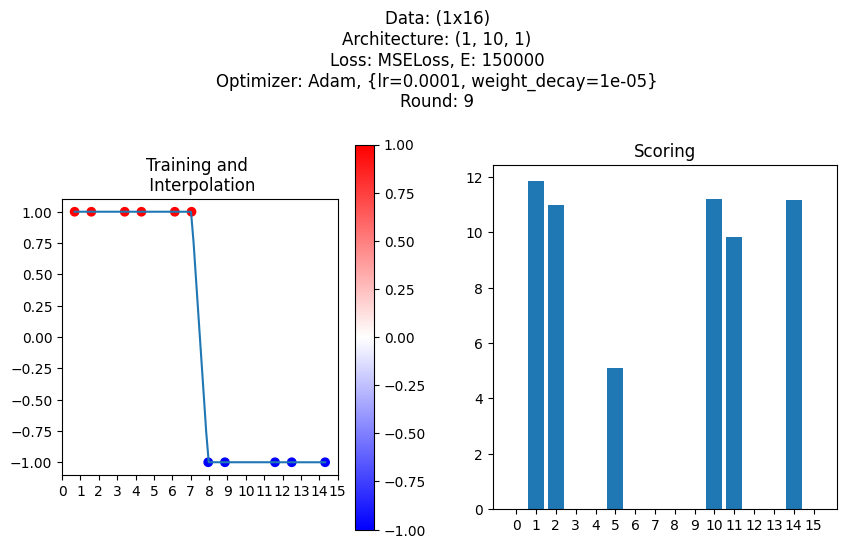 Data: (1x16)
Architecture: (1, 10, 1)
Loss: MSELoss, E: 150000
Optimizer: Adam, {lr=0.0001, weight_decay=1e-05}
Round: 9
Training and
Interpolation
1.00
0.75
0.50
0.25
0.00
−0.25
−0.50
−0.75
−1.00
0 1 2 3 4 5 6 7 8 9 10 11 12 13 14 15
1.00
0.75
0.50
0.25
0.00
−0.25
−0.50
−0.75
−1.00
Scoring
12
10
8
6
4
2
0
0 1 2 3 4 5 6 7 8 9 10 11 12 13 14 15